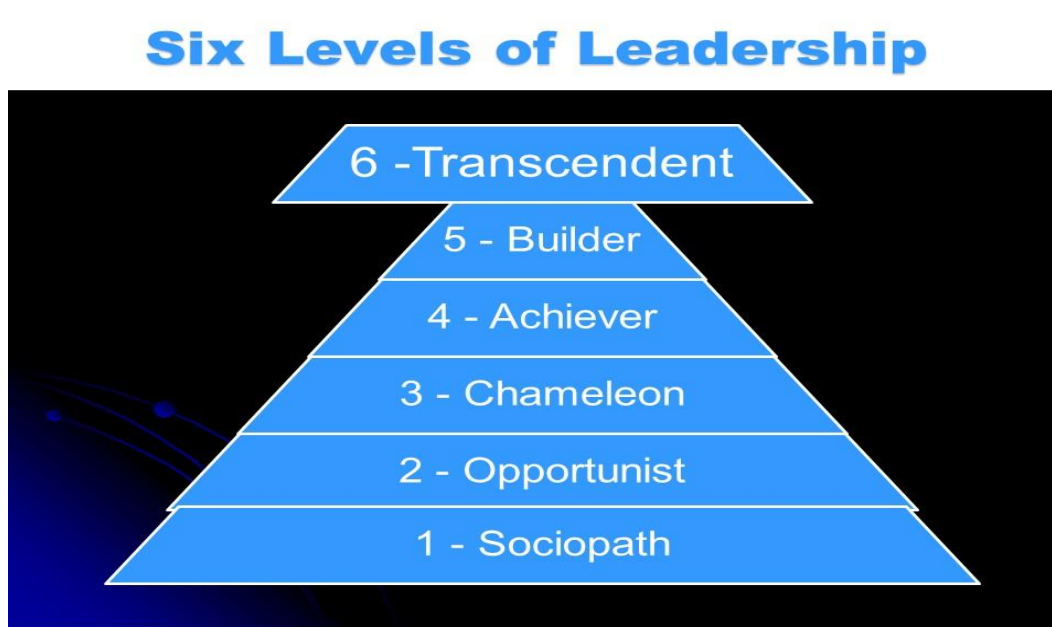 Six Levels of Leadership
6 -Transcendent
5 - Builder
4 - Achiever
3 - Chameleon
2 - Opportunist
1 - Sociopath